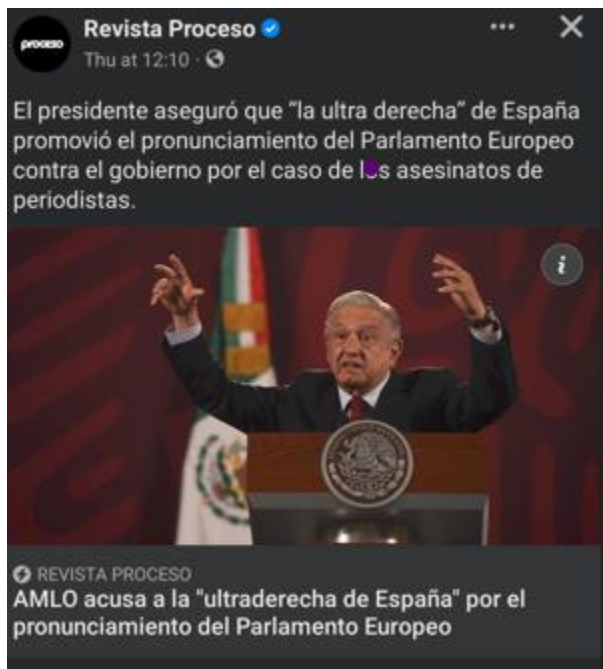 proceso
Revista Proceso
Thu at 12:10 ·
El presidente aseguró que “la ultra derecha” de España
promovió el pronunciamiento del Parlamento Europeo
contra el gobierno por el caso de los asesinatos de
periodistas.
i
REVISTA PROCESO
AMLO acusa a la "ultraderecha de España" por el
pronunciamiento del Parlamento Europeo